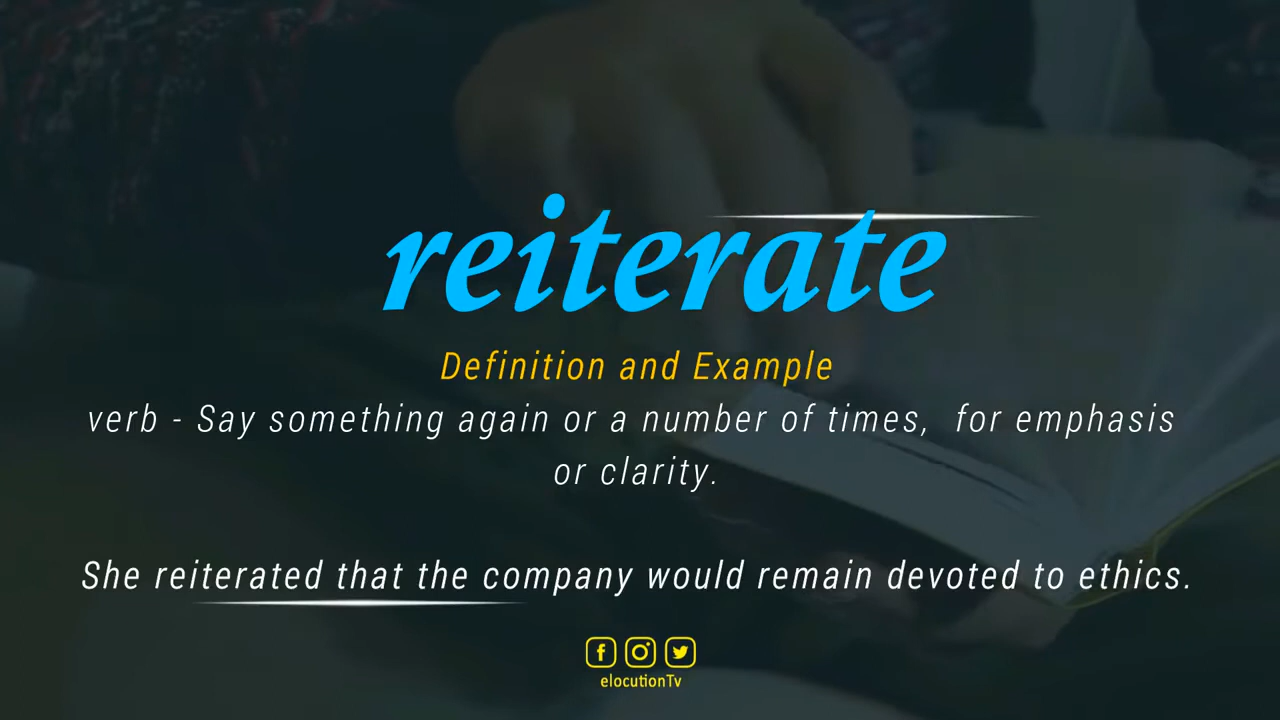 reiterate
Definition and Example
verb - Say something again or a number of times, for emphasis
or clarity.
She reiterated that the company would remain devoted to ethics.
elocutionTv